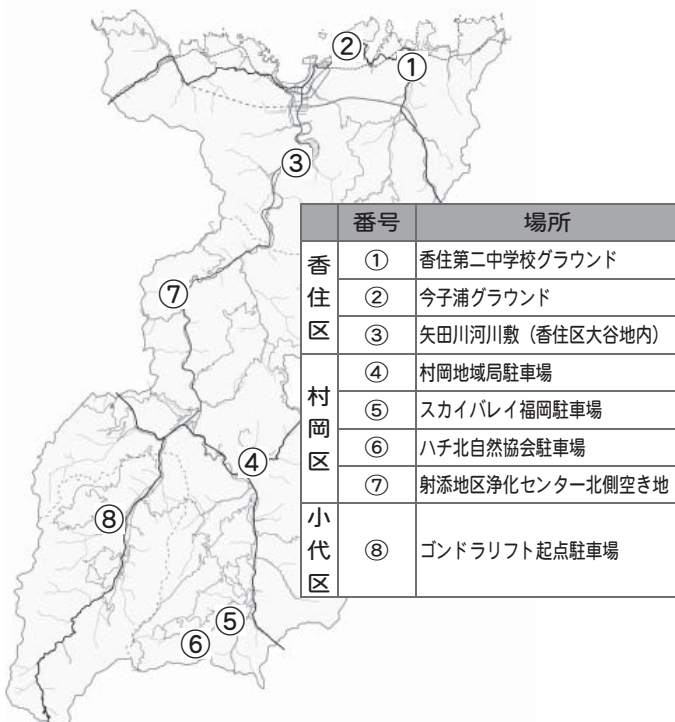 ②
①
③
⑦
④
⑧
⑤
⑥
番号 場所
香住区
① 香住第二中学校グラウンド
② 今子浦グラウンド
③ 矢田川河川敷（香住区大谷地内）
村岡区
④ 村岡地域局駐車場
⑤ スカイバレイ福岡駐車場
⑥ ハチ北自然協会駐車場
⑦ 射添地区浄化センター北側空き地
小代区
⑧ ゴンドラリフト起点駐車場